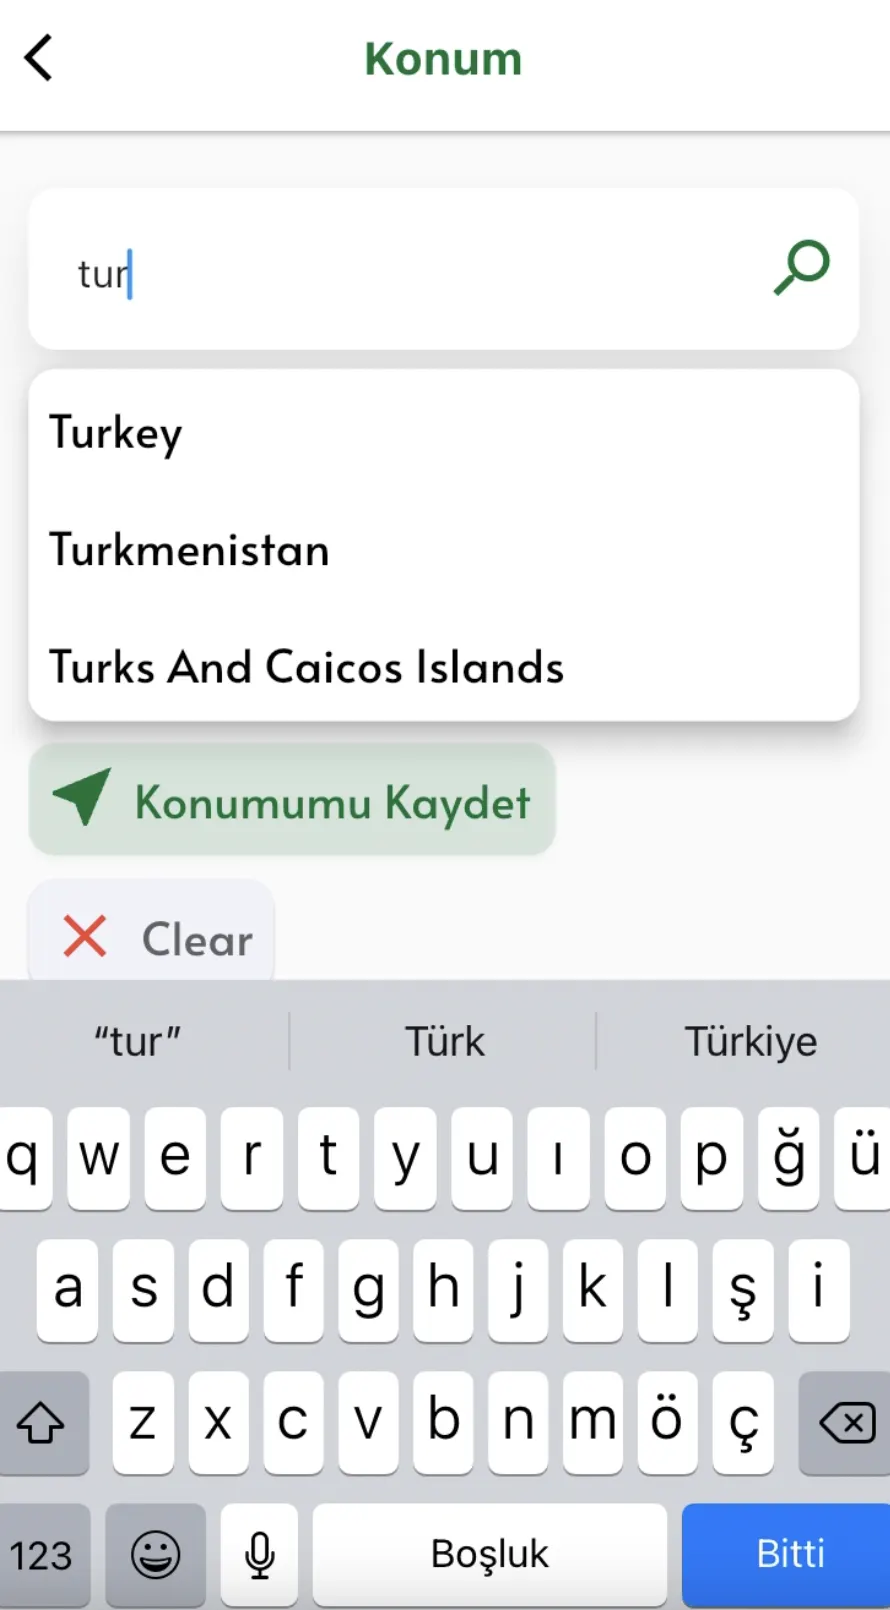 Konum
tur
Turkey
Turkmenistan
Turks And Caicos Islands
Konumumu Kaydet
Clear
“tur” Türk Türkiye
q w e r t y u ı o p ğ ü
a s d f g h j k l ş i
z x c v b n m ö ç
123 Boşluk Bitti